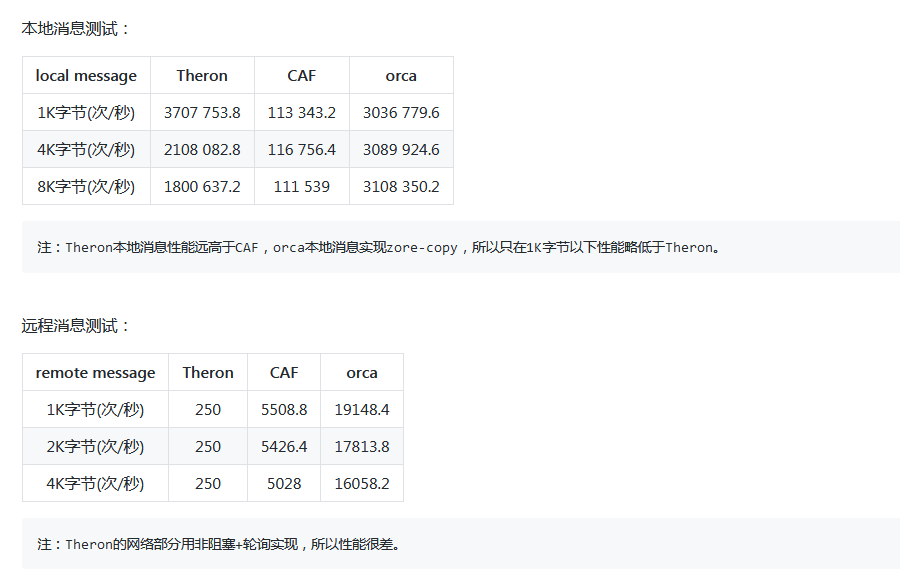 本地消息测试：
local message Theron CAF orca
1K字节(次/秒) 3707 753.8 113 343.2 3036 779.6
4K字节(次/秒) 2108 082.8 116 756.4 3089 924.6
8K字节(次/秒) 1800 637.2 111 539 3108 350.2
注：Theron本地消息性能远高于CAF，orca本地消息实现zore-copy，所以只在1K字节以下性能略低于Theron。
远程消息测试：
remote message Theron CAF orca
1K字节(次/秒) 250 5508.8 19148.4
2K字节(次/秒) 250 5426.4 17813.8
4K字节(次/秒) 250 5028 16058.2
注：Theron的网络部分用非阻塞+轮询实现，所以性能很差。